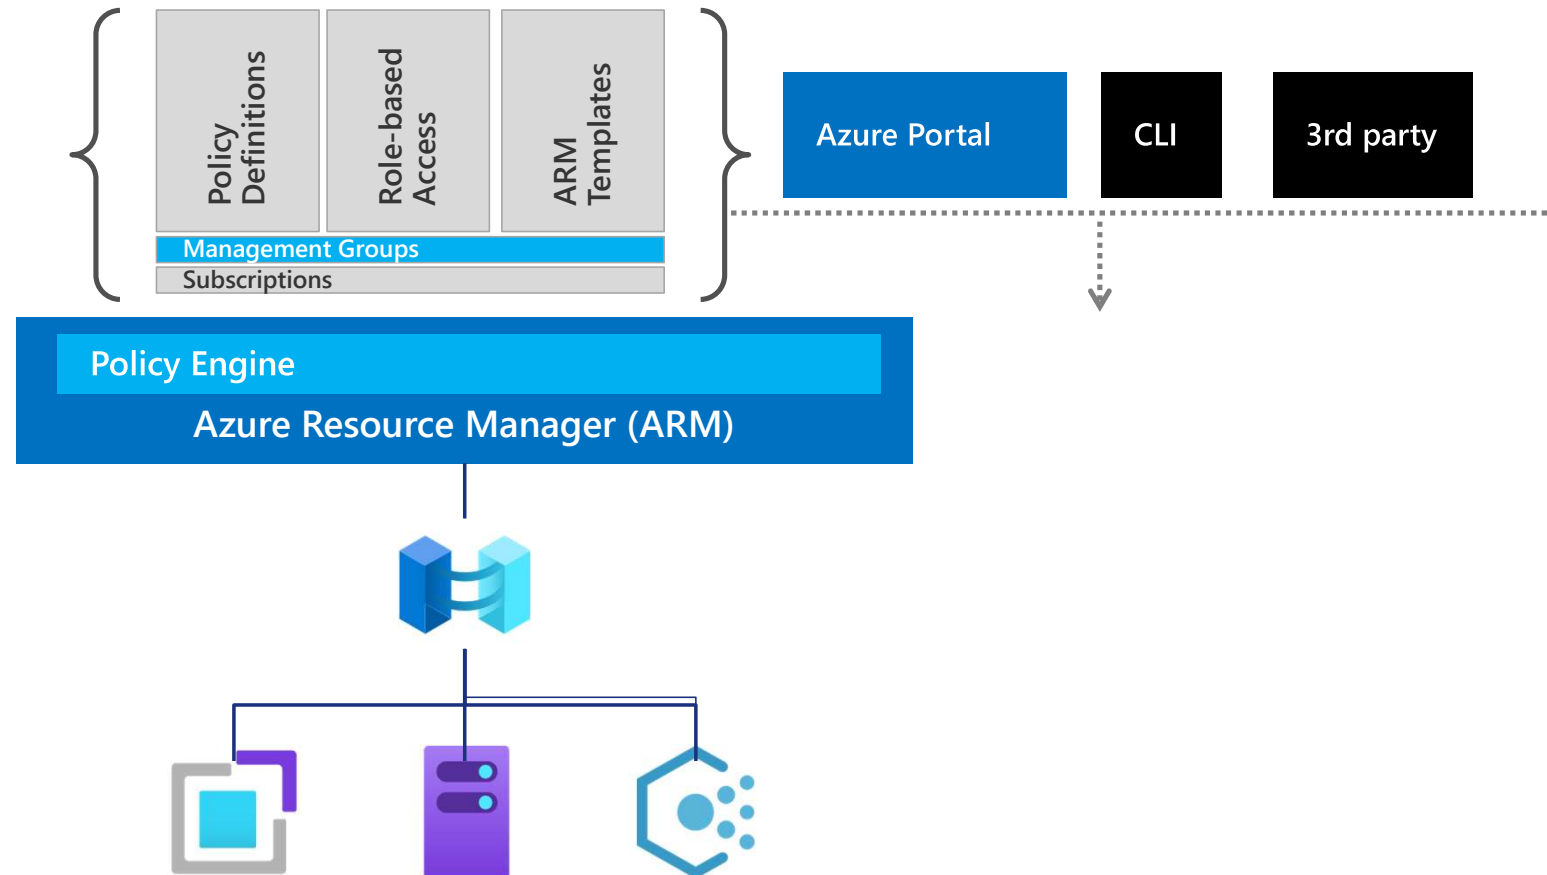 Policy
Definitions
Role-based
Access
ARM
Templates
Management Groups
Subscriptions
Azure Portal
CLI
3rd party
Policy Engine
Azure Resource Manager (ARM)